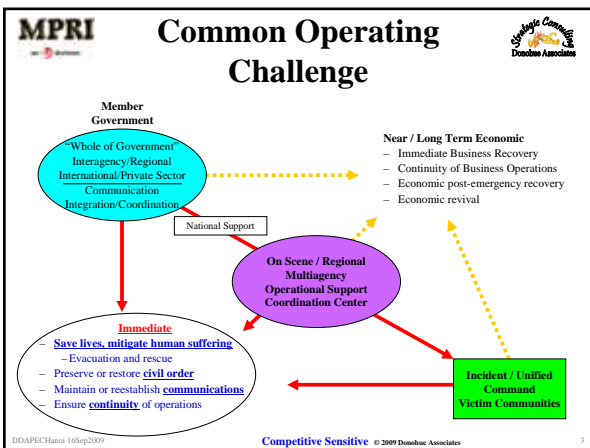 MPRI
Common Operating
Challenge
Strategic Consulting
Donohue Associates
Member
Government
"Whole of Government"
Interagency/Regional
International/Private Sector
Communication
Integration/Coordination
Near / Long Term Economic
– Immediate Business Recovery
– Continuity of Business Operations
– Economic post-emergency recovery
– Economic revival
National Support
On Scene / Regional
Multiagency
Operational Support
Coordination Center
Immediate
– Save lives, mitigate human suffering
– Evacuation and rescue
– Preserve or restore civil order
– Maintain or reestablish communications
– Ensure continuity of operations
Incident / Unified
Command
Victim Communities
DDAPECHanoi 16Sep2009
Competitive Sensitive © 2009 Donohue Associates
3